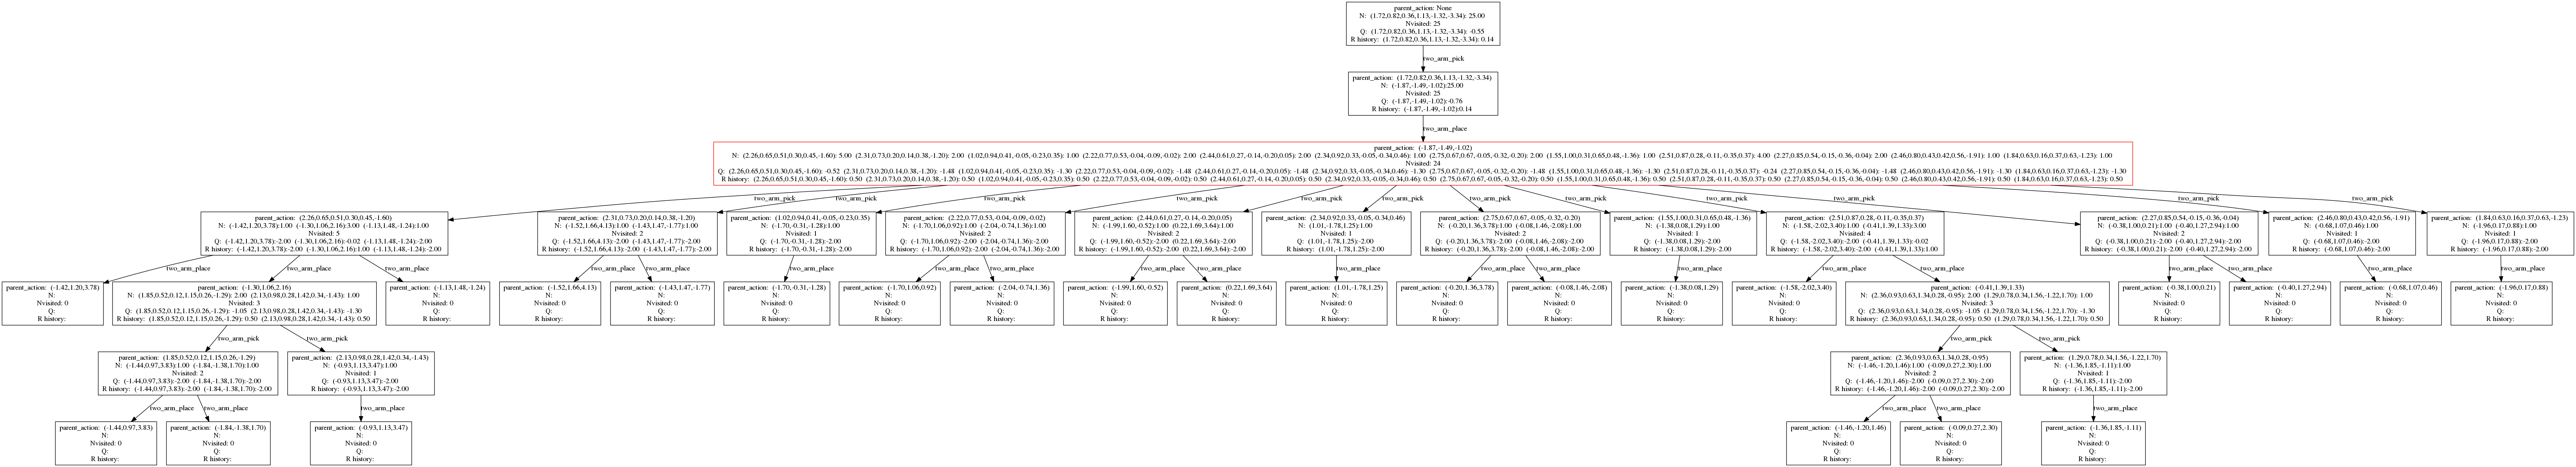 parent_action: None
N: (1.72,0.82,0.36,1.13,-1.32,-3.34): 25.00
Nvisited: 25
Q: (1.72,0.82,0.36,1.13,-1.32,-3.34): -0.55
R history: (1.72,0.82,0.36,1.13,-1.32,-3.34): 0.14
two_arm_pick
parent_action: (1.72,0.82,0.36,1.13,-1.32,-3.34)
N: (-1.87,-1.49,-1.02):25.00
Nvisited: 25
Q: (-1.87,-1.49,-1.02):-0.76
R history: (-1.87,-1.49,-1.02):0.14
two_arm_place
parent_action: (-1.87,-1.49,-1.02)
N: (2.26,0.65,0.51,0.30,0.45,-1.60): 5.00 (2.31,0.73,0.20,0.14,0.38,-1.20): 2.00 (1.02,0.94,0.41,-0.05,-0.23,0.35): 1.00 (2.22,0.77,0.53,-0.04,-0.09,-0.02): 2.00 (2.44,0.61,0.27,-0.14,-0.20,0.05): 2.00 (2.34,0.92,0.33,-0.05,-0.34,0.46): 1.00 (2.75,0.67,0.67,-0.05,-0.32,-0.20): 2.00 (1.55,1.00,0.31,0.65,0.48,-1.36): 1.00 (2.51,0.87,0.28,-0.11,-0.35,0.37): 4.00 (2.27,0.85,0.54,-0.15,-0.36,-0.04): 2.00 (2.46,0.80,0.43,0.42,0.56,-1.91): 1.00 (1.84,0.63,0.16,0.37,0.63,-1.23): 1.00
Nvisited: 24
Q: (2.26,0.65,0.51,0.30,0.45,-1.60): -0.52 (2.31,0.73,0.20,0.14,0.38,-1.20): -1.48 (1.02,0.94,0.41,-0.05,-0.23,0.35): -1.30 (2.22,0.77,0.53,-0.04,-0.09,-0.02): -1.48 (2.44,0.61,0.27,-0.14,-0.20,0.05): -1.48 (2.34,0.92,0.33,-0.05,-0.34,0.46): -1.30 (2.75,0.67,0.67,-0.05,-0.32,-0.20): -1.48 (1.55,1.00,0.31,0.65,0.48,-1.36): -1.30 (2.51,0.87,0.28,-0.11,-0.35,0.37): -0.24 (2.27,0.85,0.54,-0.15,-0.36,-0.04): -1.48 (2.46,0.80,0.43,0.42,0.56,-1.91): -1.30 (1.84,0.63,0.16,0.37,0.63,-1.23): -1.30
R history: (2.26,0.65,0.51,0.30,0.45,-1.60): 0.50 (2.31,0.73,0.20,0.14,0.38,-1.20): 0.50 (1.02,0.94,0.41,-0.05,-0.23,0.35): 0.50 (2.22,0.77,0.53,-0.04,-0.09,-0.02): 0.50 (2.44,0.61,0.27,-0.14,-0.20,0.05): 0.50 (2.34,0.92,0.33,-0.05,-0.34,0.46): 0.50 (2.75,0.67,0.67,-0.05,-0.32,-0.20): 0.50 (1.55,1.00,0.31,0.65,0.48,-1.36): 0.50 (2.51,0.87,0.28,-0.11,-0.35,0.37): 0.50 (2.27,0.85,0.54,-0.15,-0.36,-0.04): 0.50 (2.46,0.80,0.43,0.42,0.56,-1.91): 0.50 (1.84,0.63,0.16,0.37,0.63,-1.23): 0.50
two_arm_pick two_arm_pick two_arm_pick two_arm_pick two_arm_pick two_arm_pick two_arm_pick two_arm_pick two_arm_pick two_arm_pick two_arm_pick two_arm_pick
parent_action: (2.26,0.65,0.51,0.30,0.45,-1.60)
N: (-1.42,1.20,3.78):1.00 (-1.30,1.06,2.16):3.00 (-1.13,1.48,-1.24):1.00
Nvisited: 5
Q: (-1.42,1.20,3.78):-2.00 (-1.30,1.06,2.16):-0.02 (-1.13,1.48,-1.24):-2.00
R history: (-1.42,1.20,3.78):-2.00 (-1.30,1.06,2.16):1.00 (-1.13,1.48,-1.24):-2.00
parent_action: (2.31,0.73,0.20,0.14,0.38,-1.20)
N: (-1.52,1.66,4.13):1.00 (-1.43,1.47,-1.77):1.00
Nvisited: 2
Q: (-1.52,1.66,4.13):-2.00 (-1.43,1.47,-1.77):-2.00
R history: (-1.52,1.66,4.13):-2.00 (-1.43,1.47,-1.77):-2.00
parent_action: (1.02,0.94,0.41,-0.05,-0.23,0.35)
N: (-1.70,-0.31,-1.28):1.00
Nvisited: 1
Q: (-1.70,-0.31,-1.28):-2.00
R history: (-1.70,-0.31,-1.28):-2.00
parent_action: (2.22,0.77,0.53,-0.04,-0.09,-0.02)
N: (-1.70,1.06,0.92):1.00 (-2.04,-0.74,1.36):1.00
Nvisited: 2
Q: (-1.70,1.06,0.92):-2.00 (-2.04,-0.74,1.36):-2.00
R history: (-1.70,1.06,0.92):-2.00 (-2.04,-0.74,1.36):-2.00
parent_action: (2.44,0.61,0.27,-0.14,-0.20,0.05)
N: (-1.99,1.60,-0.52):1.00 (0.22,1.69,3.64):1.00
Nvisited: 2
Q: (-1.99,1.60,-0.52):-2.00 (0.22,1.69,3.64):-2.00
R history: (-1.99,1.60,-0.52):-2.00 (0.22,1.69,3.64):-2.00
parent_action: (2.34,0.92,0.33,-0.05,-0.34,0.46)
N: (1.01,-1.78,1.25):1.00
Nvisited: 1
Q: (1.01,-1.78,1.25):-2.00
R history: (1.01,-1.78,1.25):-2.00
parent_action: (2.75,0.67,0.67,-0.05,-0.32,-0.20)
N: (-0.20,1.36,3.78):1.00 (-0.08,1.46,-2.08):1.00
Nvisited: 2
Q: (-0.20,1.36,3.78):-2.00 (-0.08,1.46,-2.08):-2.00
R history: (-0.20,1.36,3.78):-2.00 (-0.08,1.46,-2.08):-2.00
parent_action: (1.55,1.00,0.31,0.65,0.48,-1.36)
N: (-1.38,0.08,1.29):1.00
Nvisited: 1
Q: (-1.38,0.08,1.29):-2.00
R history: (-1.38,0.08,1.29):-2.00
parent_action: (2.51,0.87,0.28,-0.11,-0.35,0.37)
N: (-1.58,-2.02,3.40):1.00 (-0.41,1.39,1.33):3.00
Nvisited: 4
Q: (-1.58,-2.02,3.40):-2.00 (-0.41,1.39,1.33):-0.02
R history: (-1.58,-2.02,3.40):-2.00 (-0.41,1.39,1.33):1.00
parent_action: (2.27,0.85,0.54,-0.15,-0.36,-0.04)
N: (-0.38,1.00,0.21):1.00 (-0.40,1.27,2.94):1.00
Nvisited: 2
Q: (-0.38,1.00,0.21):-2.00 (-0.40,1.27,2.94):-2.00
R history: (-0.38,1.00,0.21):-2.00 (-0.40,1.27,2.94):-2.00
parent_action: (2.46,0.80,0.43,0.42,0.56,-1.91)
N: (-0.68,1.07,0.46):1.00
Nvisited: 1
Q: (-0.68,1.07,0.46):-2.00
R history: (-0.68,1.07,0.46):-2.00
parent_action: (1.84,0.63,0.16,0.37,0.63,-1.23)
N: (-1.96,0.17,0.88):1.00
Nvisited: 1
Q: (-1.96,0.17,0.88):-2.00
R history: (-1.96,0.17,0.88):-2.00
two_arm_place two_arm_place two_arm_place two_arm_place two_arm_place two_arm_place two_arm_place two_arm_place two_arm_place two_arm_place two_arm_place two_arm_place two_arm_place two_arm_place two_arm_place two_arm_place two_arm_place two_arm_place two_arm_place two_arm_place
parent_action: (-1.42,1.20,3.78)
N:
Nvisited: 0
Q:
R history:
parent_action: (-1.30,1.06,2.16)
N: (1.85,0.52,0.12,1.15,0.26,-1.29): 2.00 (2.13,0.98,0.28,1.42,0.34,-1.43): 1.00
Nvisited: 3
Q: (1.85,0.52,0.12,1.15,0.26,-1.29): -1.05 (2.13,0.98,0.28,1.42,0.34,-1.43): -1.30
R history: (1.85,0.52,0.12,1.15,0.26,-1.29): 0.50 (2.13,0.98,0.28,1.42,0.34,-1.43): 0.50
parent_action: (-1.13,1.48,-1.24)
N:
Nvisited: 0
Q:
R history:
parent_action: (-1.52,1.66,4.13)
N:
Nvisited: 0
Q:
R history:
parent_action: (-1.43,1.47,-1.77)
N:
Nvisited: 0
Q:
R history:
parent_action: (-1.70,-0.31,-1.28)
N:
Nvisited: 0
Q:
R history:
parent_action: (-1.70,1.06,0.92)
N:
Nvisited: 0
Q:
R history:
parent_action: (-2.04,-0.74,1.36)
N:
Nvisited: 0
Q:
R history:
parent_action: (-1.99,1.60,-0.52)
N:
Nvisited: 0
Q:
R history:
parent_action: (0.22,1.69,3.64)
N:
Nvisited: 0
Q:
R history:
parent_action: (1.01,-1.78,1.25)
N:
Nvisited: 0
Q:
R history:
parent_action: (-0.20,1.36,3.78)
N:
Nvisited: 0
Q:
R history:
parent_action: (-0.08,1.46,-2.08)
N:
Nvisited: 0
Q:
R history:
parent_action: (-1.38,0.08,1.29)
N:
Nvisited: 0
Q:
R history:
parent_action: (-1.58,-2.02,3.40)
N:
Nvisited: 0
Q:
R history:
parent_action: (-0.41,1.39,1.33)
N: (2.36,0.93,0.63,1.34,0.28,-0.95): 2.00 (1.29,0.78,0.34,1.56,-1.22,1.70): 1.00
Nvisited: 3
Q: (2.36,0.93,0.63,1.34,0.28,-0.95): -1.05 (1.29,0.78,0.34,1.56,-1.22,1.70): -1.30
R history: (2.36,0.93,0.63,1.34,0.28,-0.95): 0.50 (1.29,0.78,0.34,1.56,-1.22,1.70): 0.50
parent_action: (-0.38,1.00,0.21)
N:
Nvisited: 0
Q:
R history:
parent_action: (-0.40,1.27,2.94)
N:
Nvisited: 0
Q:
R history:
parent_action: (-0.68,1.07,0.46)
N:
Nvisited: 0
Q:
R history:
parent_action: (-1.96,0.17,0.88)
N:
Nvisited: 0
Q:
R history:
two_arm_pick two_arm_pick two_arm_pick two_arm_pick
parent_action: (1.85,0.52,0.12,1.15,0.26,-1.29)
N: (-1.44,0.97,3.83):1.00 (-1.84,-1.38,1.70):1.00
Nvisited: 2
Q: (-1.44,0.97,3.83):-2.00 (-1.84,-1.38,1.70):-2.00
R history: (-1.44,0.97,3.83):-2.00 (-1.84,-1.38,1.70):-2.00
parent_action: (2.13,0.98,0.28,1.42,0.34,-1.43)
N: (-0.93,1.13,3.47):1.00
Nvisited: 1
Q: (-0.93,1.13,3.47):-2.00
R history: (-0.93,1.13,3.47):-2.00
parent_action: (2.36,0.93,0.63,1.34,0.28,-0.95)
N: (-1.46,-1.20,1.46):1.00 (-0.09,0.27,2.30):1.00
Nvisited: 2
Q: (-1.46,-1.20,1.46):-2.00 (-0.09,0.27,2.30):-2.00
R history: (-1.46,-1.20,1.46):-2.00 (-0.09,0.27,2.30):-2.00
parent_action: (1.29,0.78,0.34,1.56,-1.22,1.70)
N: (-1.36,1.85,-1.11):1.00
Nvisited: 1
Q: (-1.36,1.85,-1.11):-2.00
R history: (-1.36,1.85,-1.11):-2.00
two_arm_place two_arm_place two_arm_place two_arm_place two_arm_place two_arm_place
parent_action: (-1.44,0.97,3.83)
N:
Nvisited: 0
Q:
R history:
parent_action: (-1.84,-1.38,1.70)
N:
Nvisited: 0
Q:
R history:
parent_action: (-0.93,1.13,3.47)
N:
Nvisited: 0
Q:
R history:
parent_action: (-1.46,-1.20,1.46)
N:
Nvisited: 0
Q:
R history:
parent_action: (-0.09,0.27,2.30)
N:
Nvisited: 0
Q:
R history:
parent_action: (-1.36,1.85,-1.11)
N:
Nvisited: 0
Q:
R history: